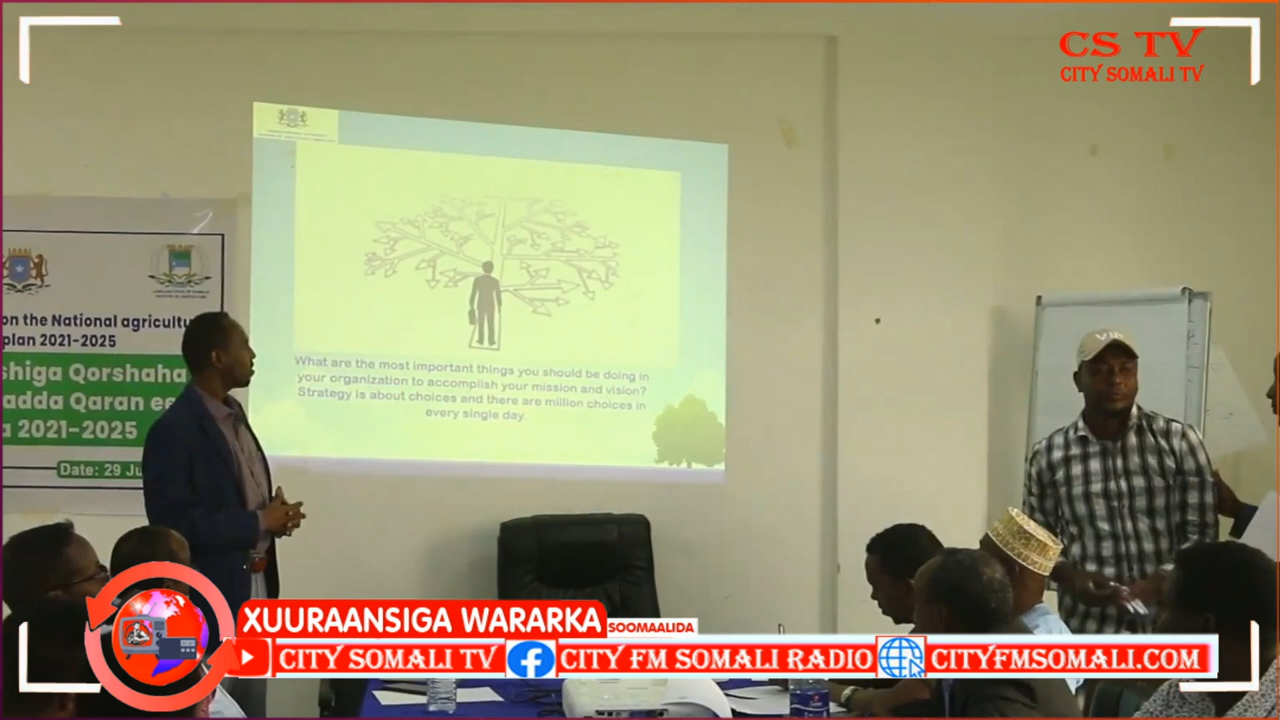 CS TV
CITY SOMALI TV
on the National agricultu
plan 2021-2025
shiga Qorshaha
adda Qaran ee
a 2021-2025
Date: 29 Ju
What are the most important things you should be doing in
your organization to accomplish your mission and vision?
Strategy is about choices and there are million choices in
every single day.
XUURAANSIGA WARARKA
SOOMAALIDA
CITY SOMALI TV
CITY FM SOMALI RADIO
CITYFMSOMALI.COM